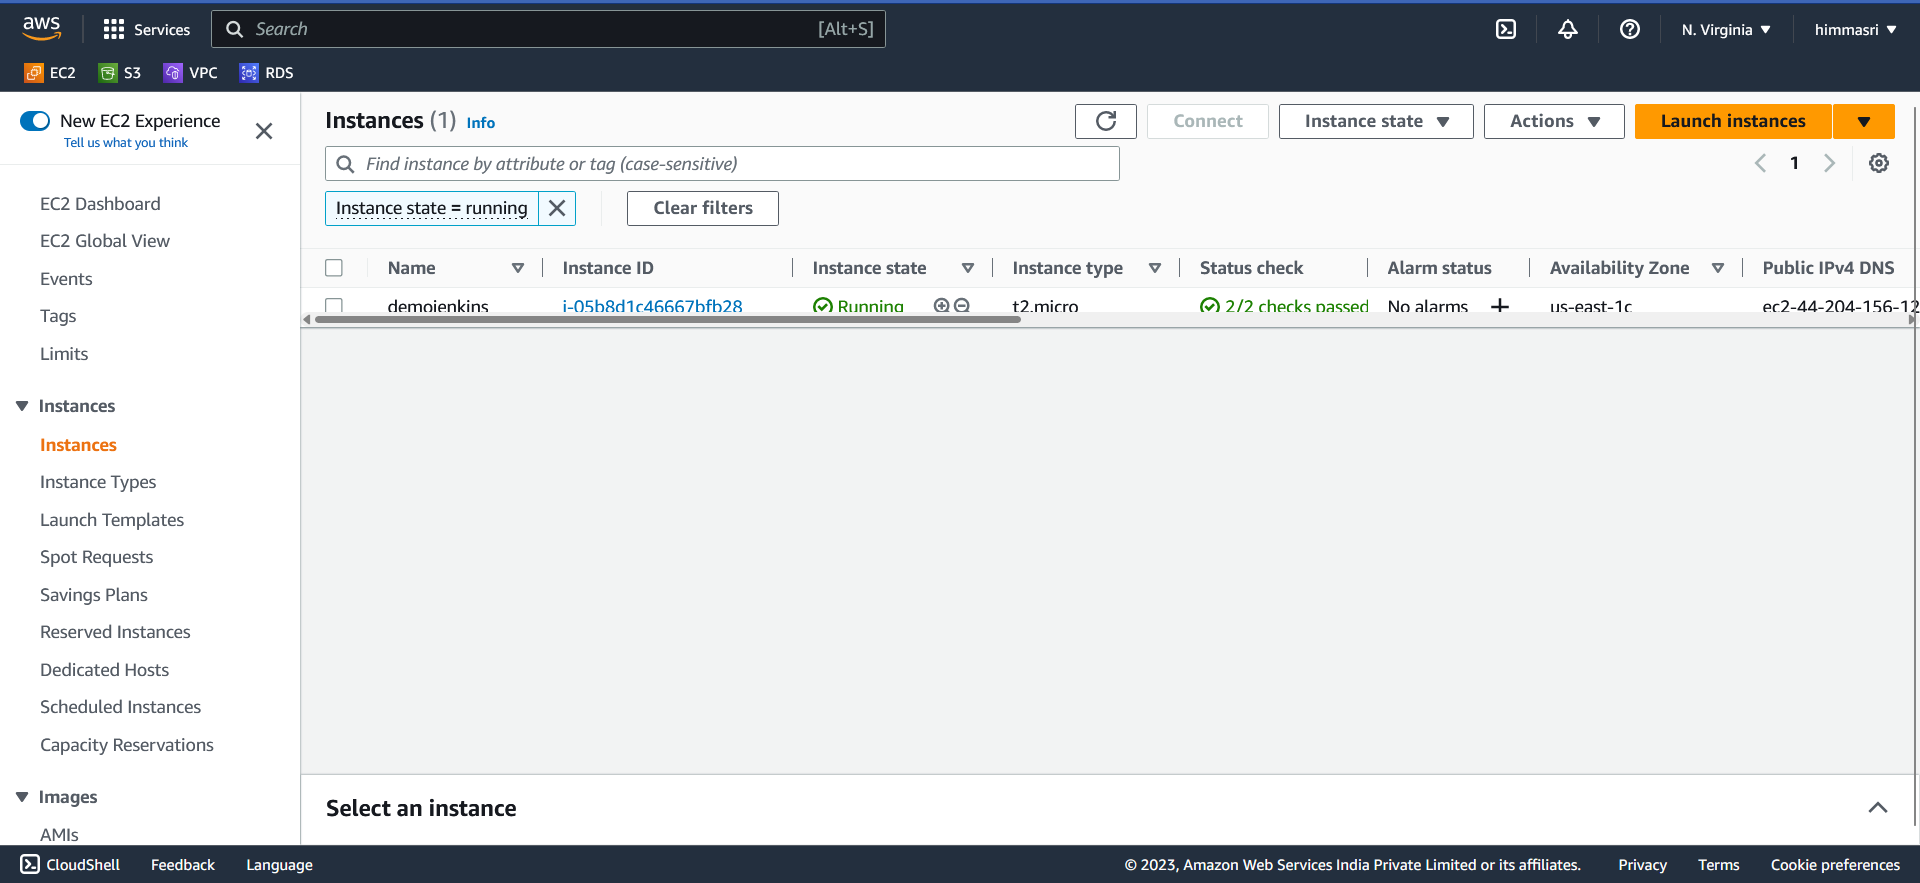 aws
Services
Search
[Alt+S]
N. Virginia
himmasri
EC2
S3
VPC
RDS
New EC2 Experience
Tell us what you think
EC2 Dashboard
EC2 Global View
Events
Tags
Limits
Instances
Instances
Instance Types
Launch Templates
Spot Requests
Savings Plans
Reserved Instances
Dedicated Hosts
Scheduled Instances
Capacity Reservations
Images
AMIs
Instances (1) Info
Connect
Instance state
Actions
Launch instances
Find instance by attribute or tag (case-sensitive)
1
Instance state = running
Clear filters
Name
Instance ID
Instance state
Instance type
Status check
Alarm status
Availability Zone
Public IPv4 DNS
demojenkins
i-05b8d1c46667bfb28
Running
t2.micro
2/2 checks passed
No alarms
us-east-1c
ec2-44-204-156-12
Select an instance
CloudShell
Feedback
Language
© 2023, Amazon Web Services India Private Limited or its affiliates.
Privacy
Terms
Cookie preferences